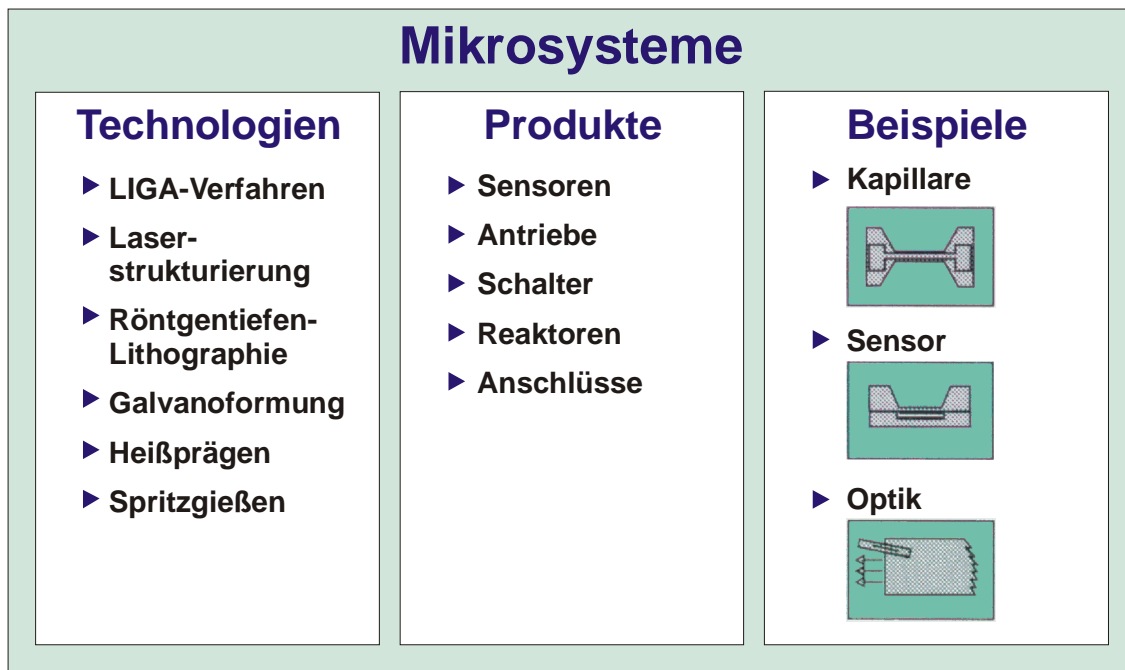 Mikrosysteme
Technologien
LIGA-Verfahren
Laser-
strukturierung
Röntgentiefen-
Lithographie
Galvanoformung
Heißprägen
Spritzgießen
Produkte
Sensoren
Antriebe
Schalter
Reaktoren
Anschlüsse
Beispiele
Kapillare
Sensor
Optik